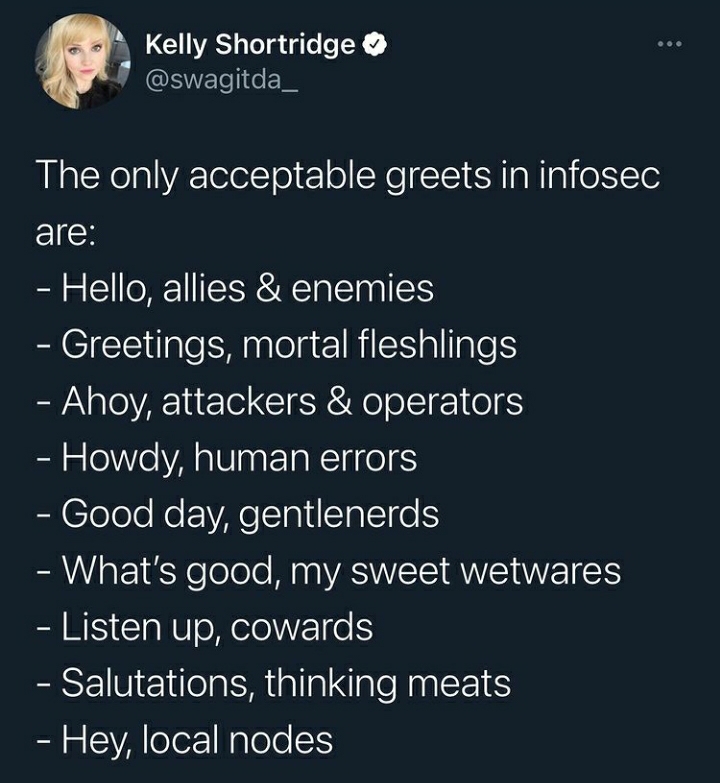 Kelly Shortridge
@swagitda_
The only acceptable greets in infosec
are:
- Hello, allies & enemies
- Greetings, mortal fleshlings
- Ahoy, attackers & operators
- Howdy, human errors
- Good day, gentlenerds
- What’s good, my sweet wetwares
- Listen up, cowards
- Salutations, thinking meats
- Hey, local nodes